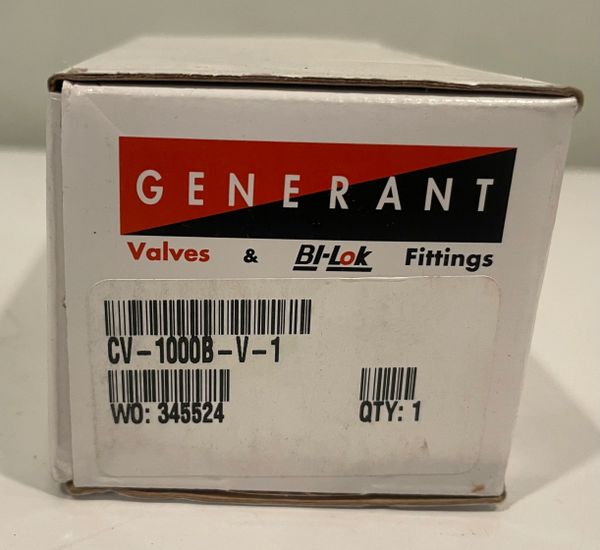 GENERANT
Valves & BI-Lok Fittings
CV-1000B-V-1
WO: 345524 QTY: 1